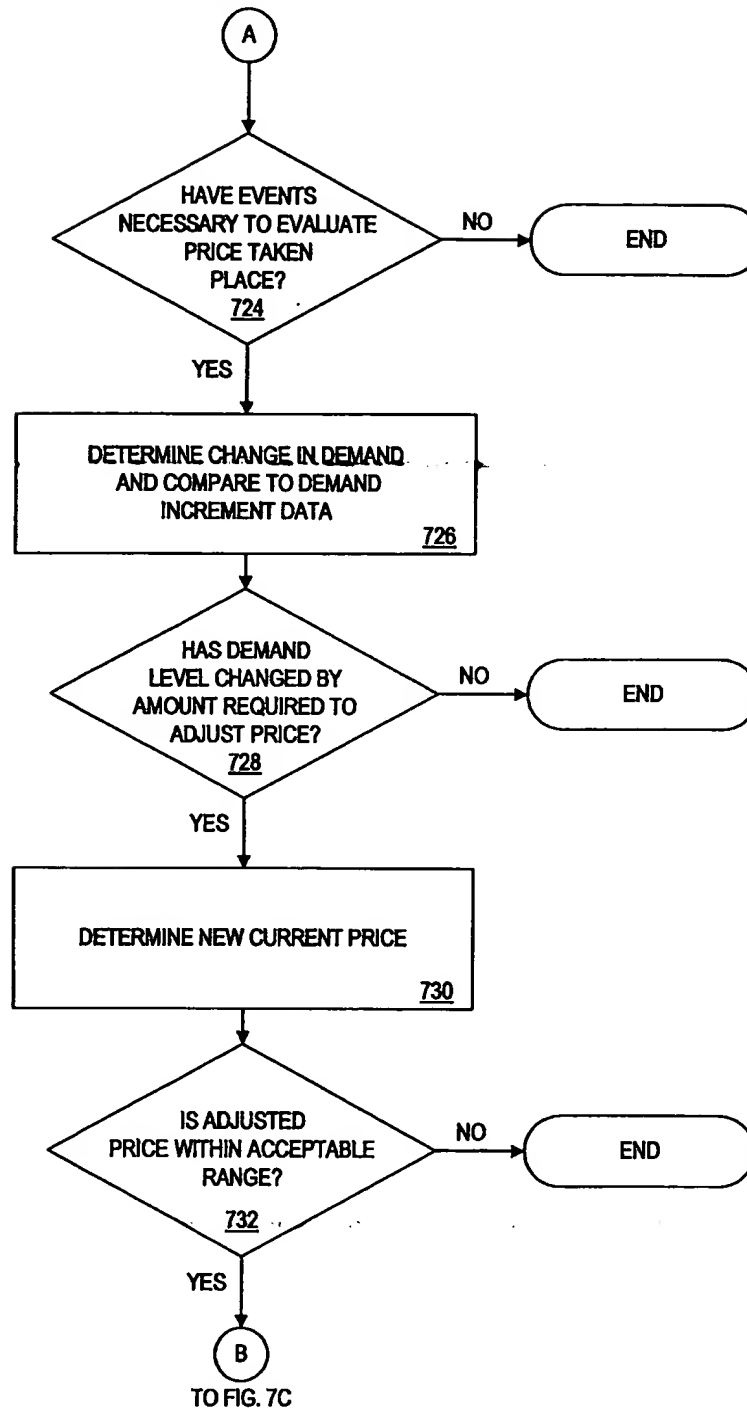 A
HAVE EVENTS
NECESSARY TO EVALUATE
PRICE TAKEN
PLACE?
724
NO
END
YES
DETERMINE CHANGE IN DEMAND
AND COMPARE TO DEMAND
INCREMENT DATA
726
HAS DEMAND
LEVEL CHANGED BY
AMOUNT REQUIRED TO
ADJUST PRICE?
728
NO
END
YES
DETERMINE NEW CURRENT PRICE
730
IS ADJUSTED
PRICE WITHIN ACCEPTABLE
RANGE?
732
NO
END
YES
B
TO FIG. 7C